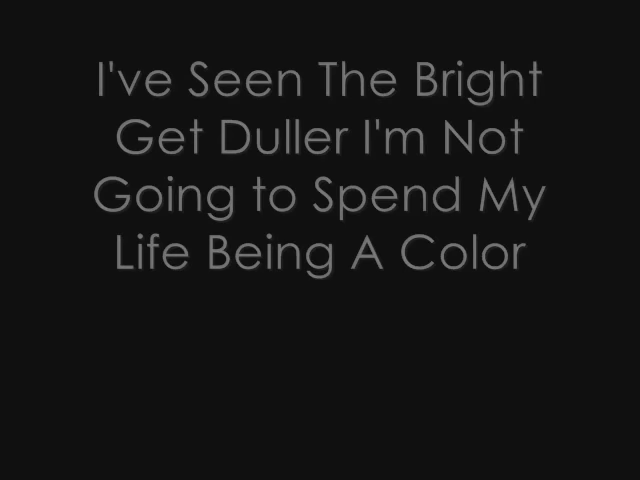 I've Seen The Bright
Get Duller I'm Not
Going to Spend My
Life Being A Color